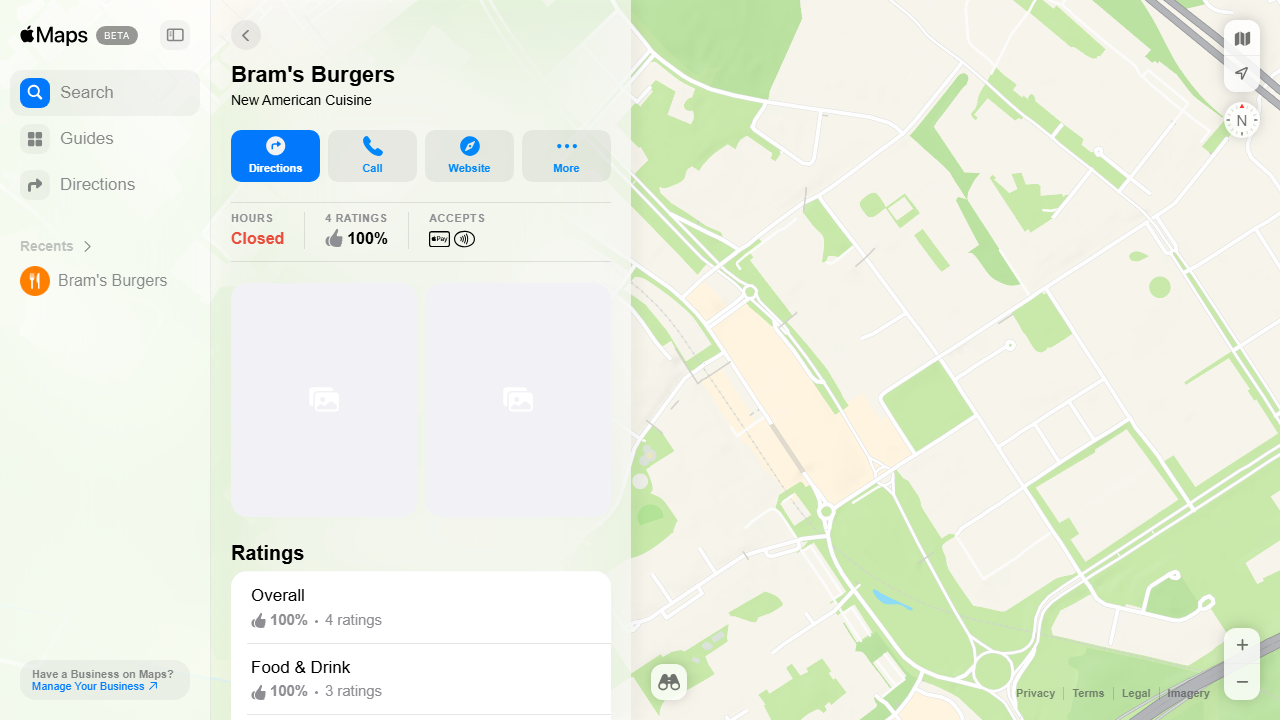 Maps BETA
Search
Guides
Directions
Recents
Bram's Burgers
Have a Business on Maps?
Manage Your Business
Bram's Burgers
New American Cuisine
Directions
Call
Website
More
HOURS
Closed
4 RATINGS
100%
ACCEPTS
Pay
Ratings
Overall
100% • 4 ratings
Food & Drink
100% • 3 ratings
N
Privacy
Terms
Legal
Imagery